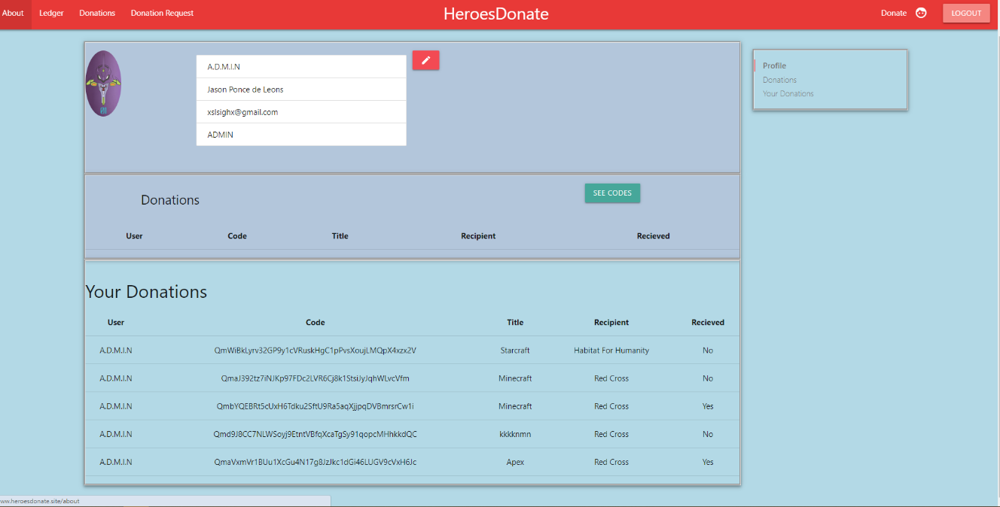 About Ledger Donations Donation Request HeroesDonate Donate LOGOUT
A.D.M.I.N
Jason Ponce de Leons
xslsighx@gmail.com
ADMIN
Profile
Donations
Your Donations
Donations SEE CODES
User Code Title Recipient Recieved
Your Donations
User Code Title Recipient Recieved
A.D.M.I.N QmWiBkLyrv32GP9y1cVRuskHgC1pPvsXoujLMQpX4xzx2V Starcraft Habitat For Humanity No
A.D.M.I.N QmaJ392tz7iNJKp97FDc2LVR6Cj8k1StsiJyJqhWLvcVfm Minecraft Red Cross No
A.D.M.I.N QmbYQEBRt5cUxH6Tdku2SftU9Ra5aqXjjpqDVBmrsrCw1i Minecraft Red Cross Yes
A.D.M.I.N Qmd9J8CC7NLWSoyj9EtntVBfqXcaTgSy91qopcMHhkkdQC kkkknmn Red Cross No
A.D.M.I.N QmaVxmVr1BUu1XcGu4N17g8JzJkc1dGi46LUGV9cVxH6Jc Apex Red Cross Yes
ww.heroesdonate.site/about